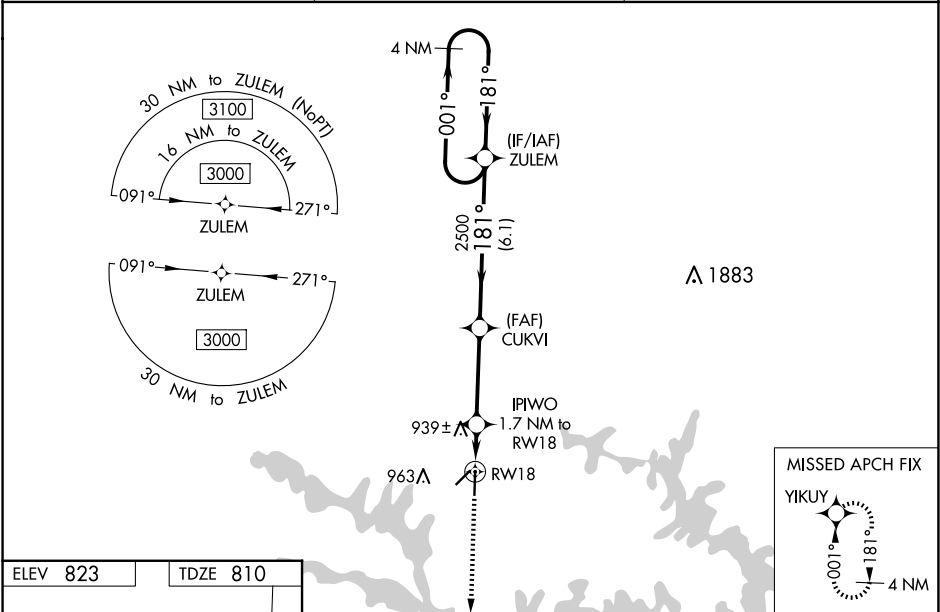 4 NM
001°
181°
(IF/IAF)
ZULEM
30 NM to ZULEM (NoPT)
3100
16 NM to ZULEM
3000
091°
271°
ZULEM
2500
181°
(6.1)
091°
271°
ZULEM
3000
30 NM to ZULEM
1883
(FAF)
CUKVI
IPIWO
1.7 NM to
RW18
939±
963
RW18
MISSED APCH FIX
YIKUY
001°
181°
4 NM
ELEV 823
TDZE 810